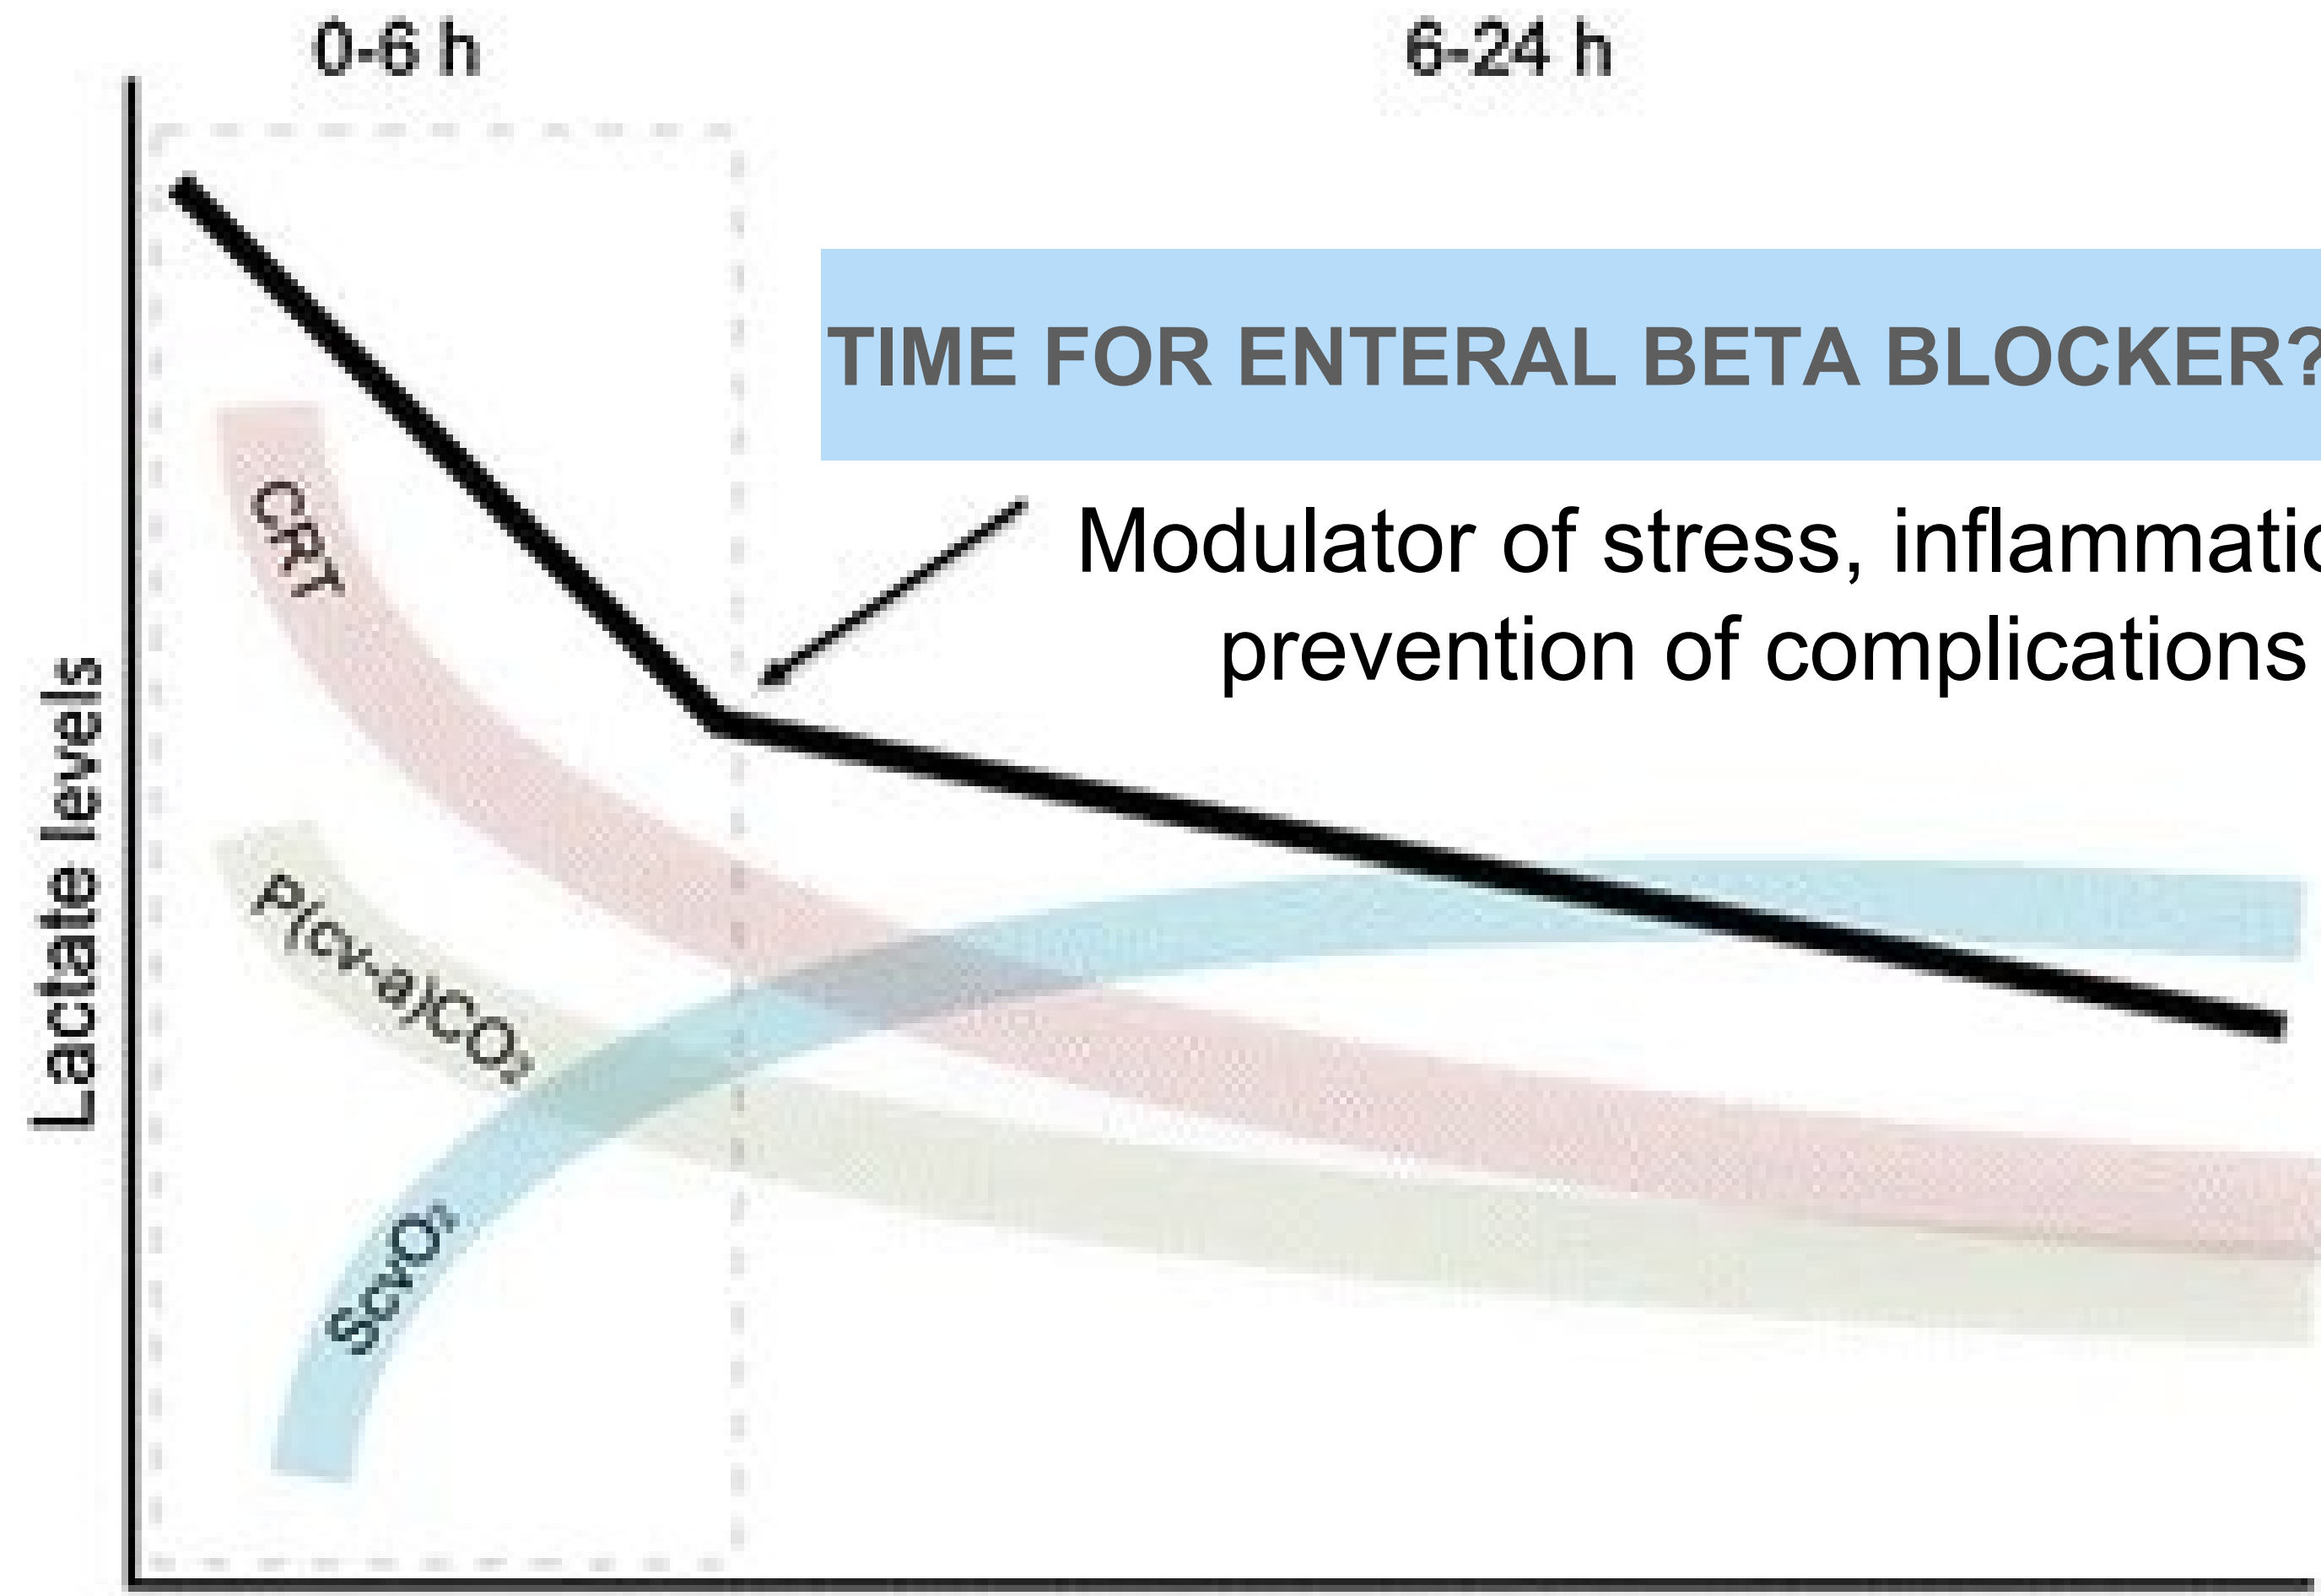 0-6 h
6-24 h
TIME FOR ENTERAL BETA BLOCKER?
Modulator of stress, inflammatio
prevention of complications
CRT
P(cv-a)CO₂
ScvO₂
Lactate levels